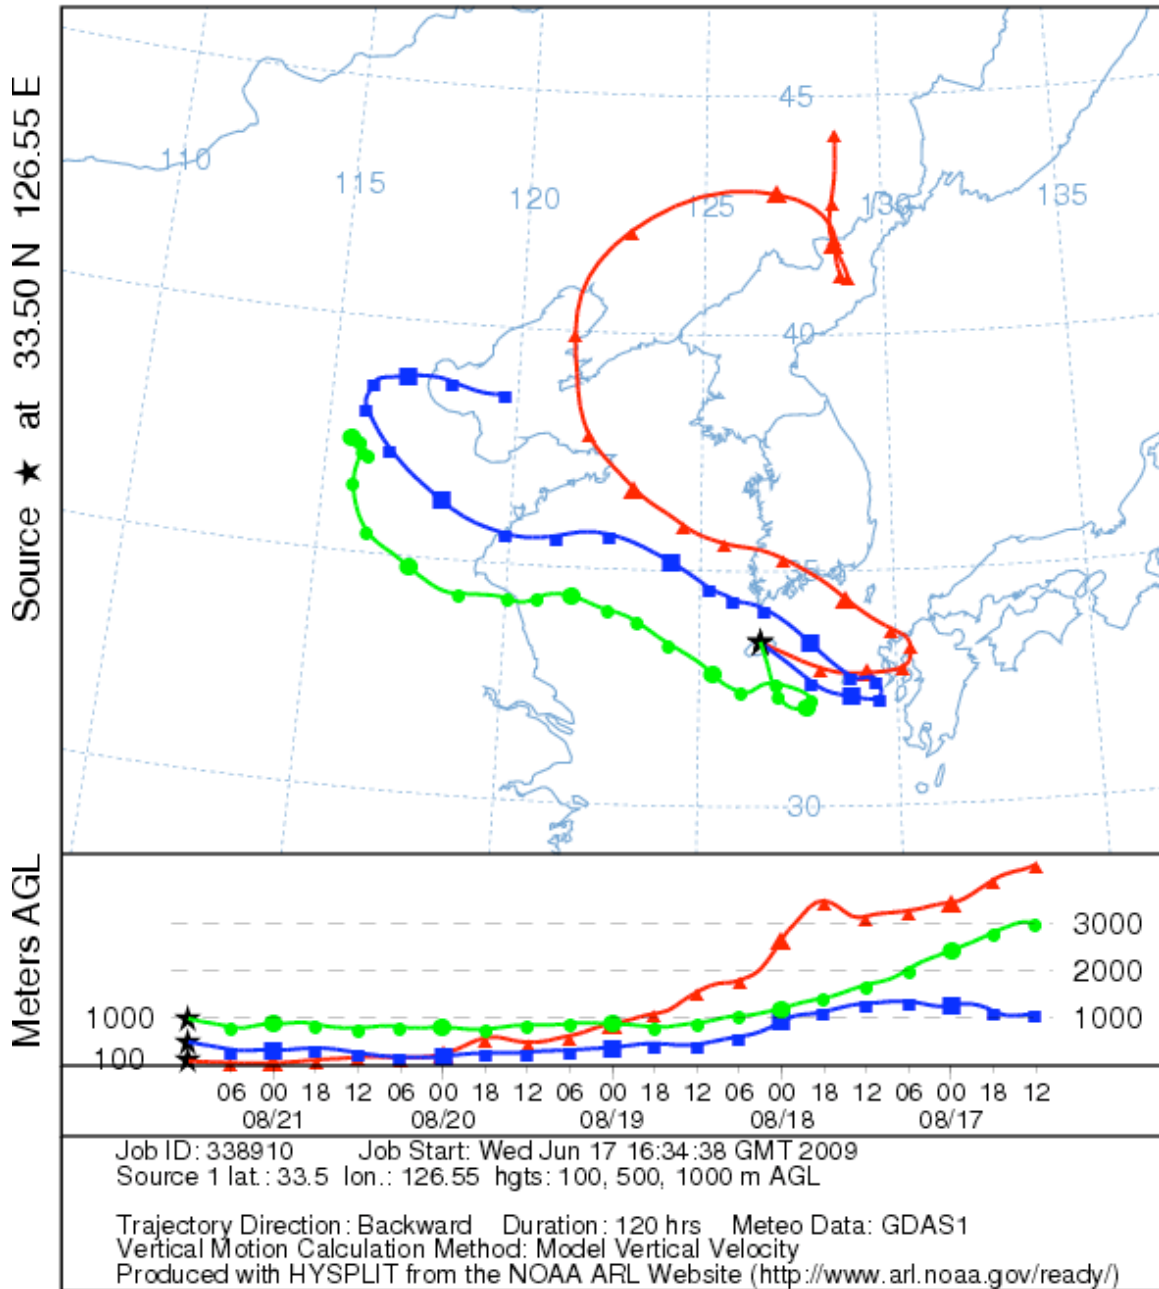 Source ★ at 33.50 N 126.55 E
45
110
115
120
125
130
135
40
35
30
Meters AGL
3000
2000
1000
1000
100
06 00 18 12 06 00 18 12 06 00 18 12 06 00 18 12 06 00 18 12
08/21 08/20 08/19 08/18 08/17
Job ID: 338910 Job Start: Wed Jun 17 16:34:38 GMT 2009
Source 1 lat.: 33.5 lon.: 126.55 hgts: 100, 500, 1000 m AGL
Trajectory Direction: Backward Duration: 120 hrs Meteo Data: GDAS1
Vertical Motion Calculation Method: Model Vertical Velocity
Produced with HYSPLIT from the NOAA ARL Website (http://www.arl.noaa.gov/ready/)